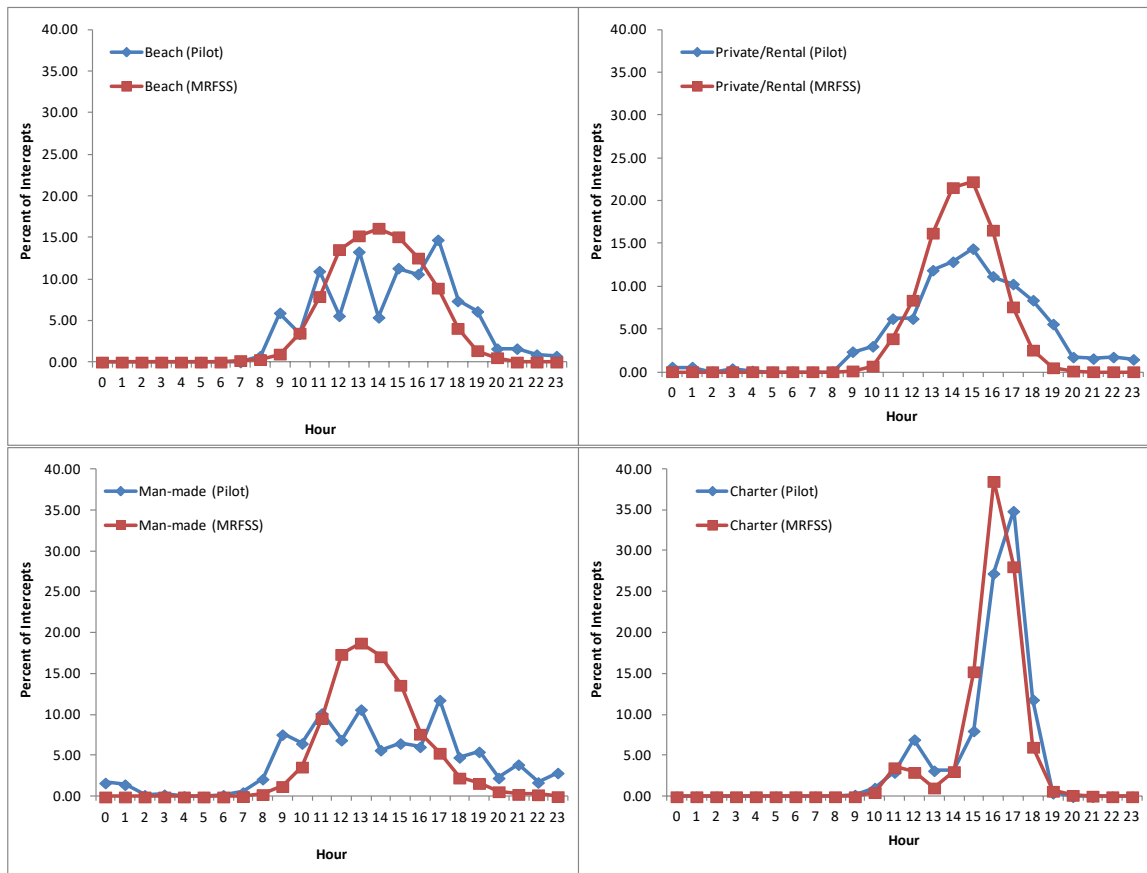 40.00
35.00
30.00
25.00
20.00
15.00
10.00
5.00
0.00
Percent of Intercepts
Beach (Pilot)
Beach (MRFSS)
0 1 2 3 4 5 6 7 8 9 10 11 12 13 14 15 16 17 18 19 20 21 22 23
Hour
40.00
35.00
30.00
25.00
20.00
15.00
10.00
5.00
0.00
Percent of Intercepts
Private/Rental (Pilot)
Private/Rental (MRFSS)
0 1 2 3 4 5 6 7 8 9 10 11 12 13 14 15 16 17 18 19 20 21 22 23
Hour
40.00
35.00
30.00
25.00
20.00
15.00
10.00
5.00
0.00
Percent of Intercepts
Man-made (Pilot)
Man-made (MRFSS)
0 1 2 3 4 5 6 7 8 9 10 11 12 13 14 15 16 17 18 19 20 21 22 23
Hour
40.00
35.00
30.00
25.00
20.00
15.00
10.00
5.00
0.00
Percent of Intercepts
Charter (Pilot)
Charter (MRFSS)
0 1 2 3 4 5 6 7 8 9 10 11 12 13 14 15 16 17 18 19 20 21 22 23
Hour